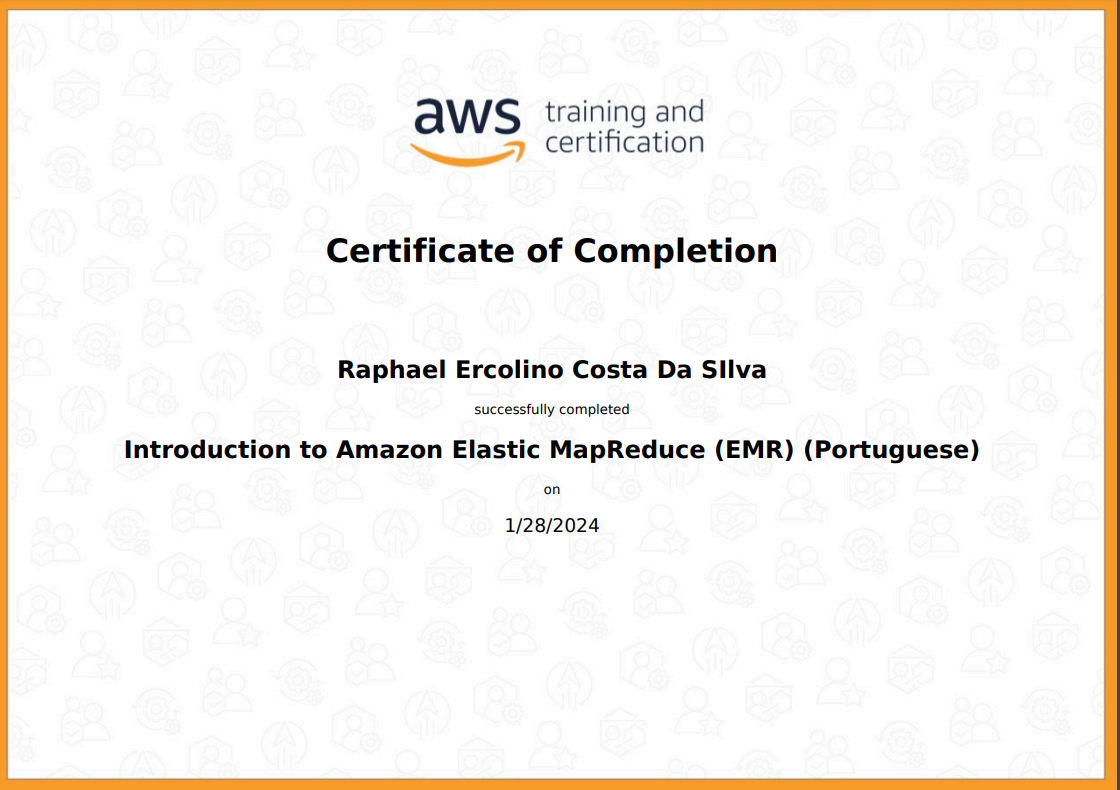 aws training and
certification
Certificate of Completion
Raphael Ercolino Costa Da SIlva
successfully completed
Introduction to Amazon Elastic MapReduce (EMR) (Portuguese)
on
1/28/2024